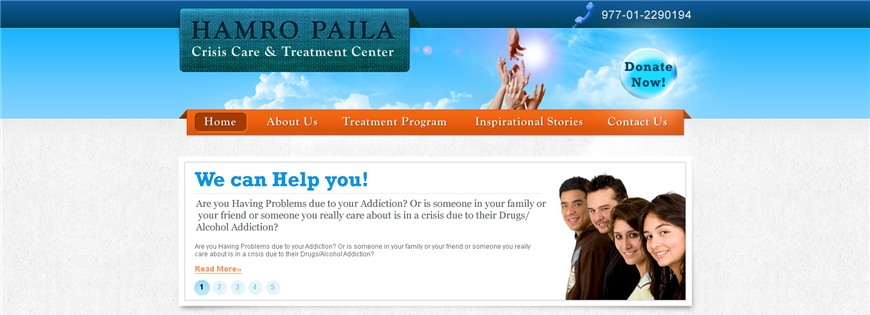 HAMRO PAILA
Crisis Care & Treatment Center
977-01-2290194
Donate
Now!
Home About Us Treatment Program Inspirational Stories Contact Us
We can Help you!
Are you Having Problems due to your Addiction? Or is someone in your family or
your friend or someone you really care about is in a crisis due to their Drugs/
Alcohol Addiction?
Are you Having Problems due to your Addiction? Or is someone in your family or your friend or someone you really
care about is in a crisis due to their Drugs/Alcohol Addiction?
Read More»
1 2 3 4 5